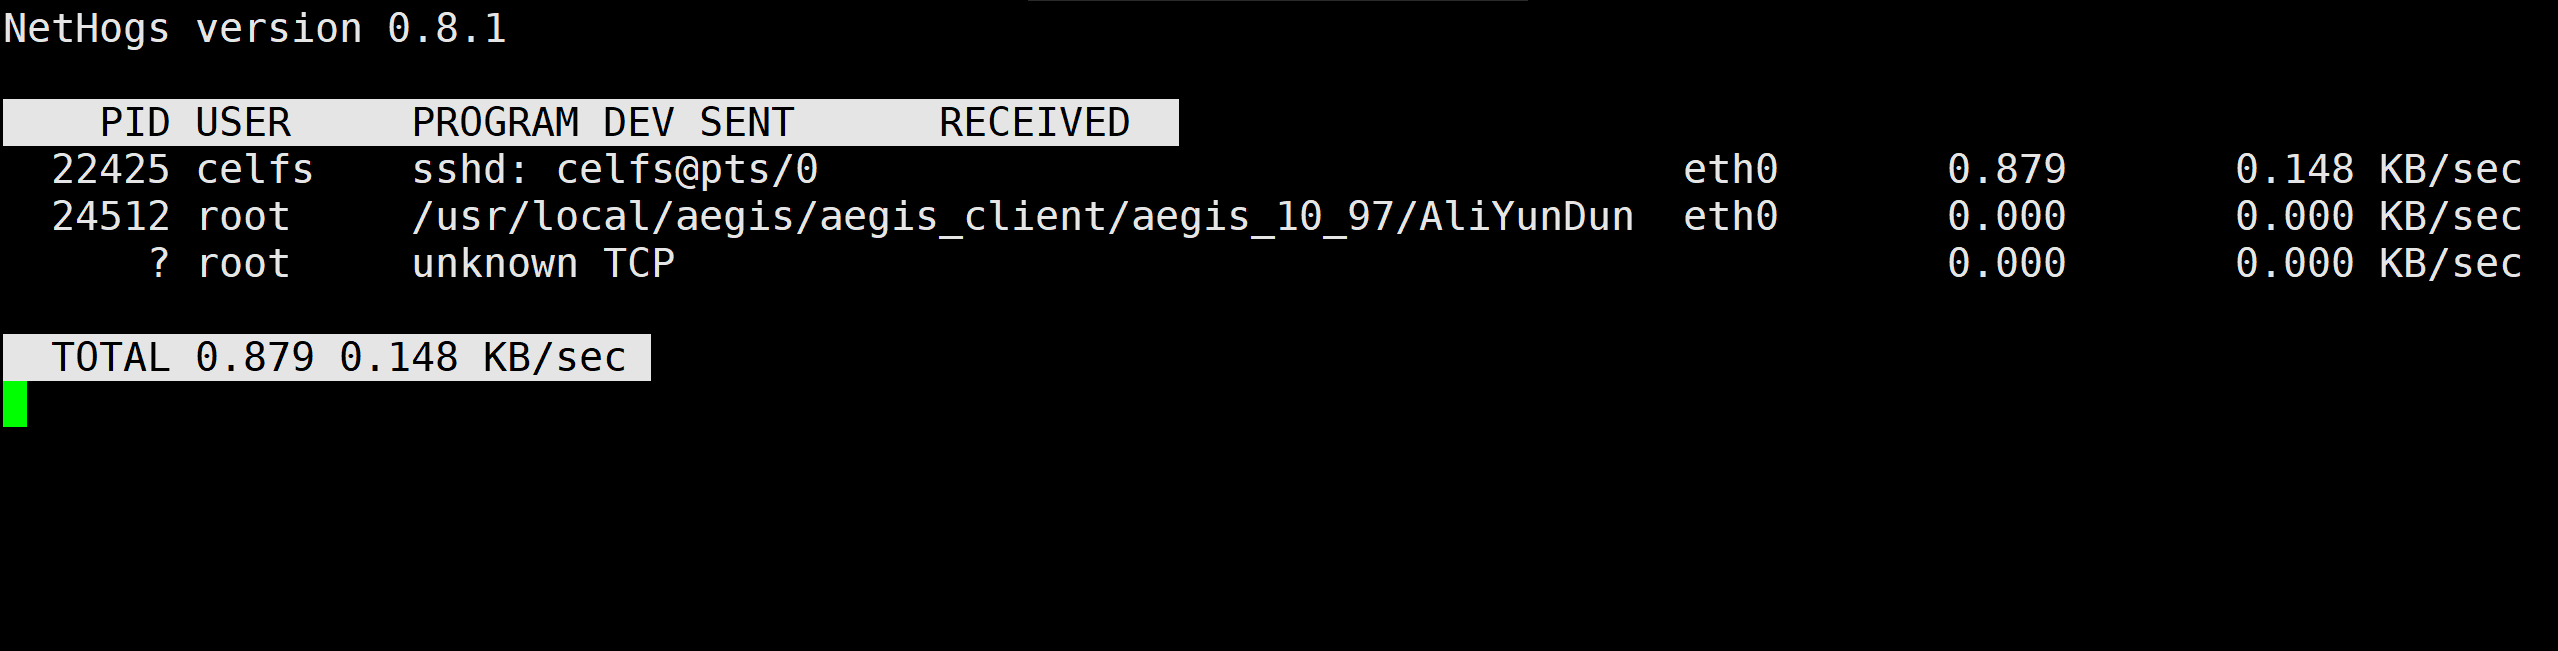 NetHogs version 0.8.1
PID USER PROGRAM DEV SENT RECEIVED
22425 celfs sshd: celfs@pts/0 eth0 0.879 0.148 KB/sec
24512 root /usr/local/aegis/aegis_client/aegis_10_97/AliYunDun eth0 0.000 0.000 KB/sec
? root unknown TCP 0.000 0.000 KB/sec
TOTAL 0.879 0.148 KB/sec